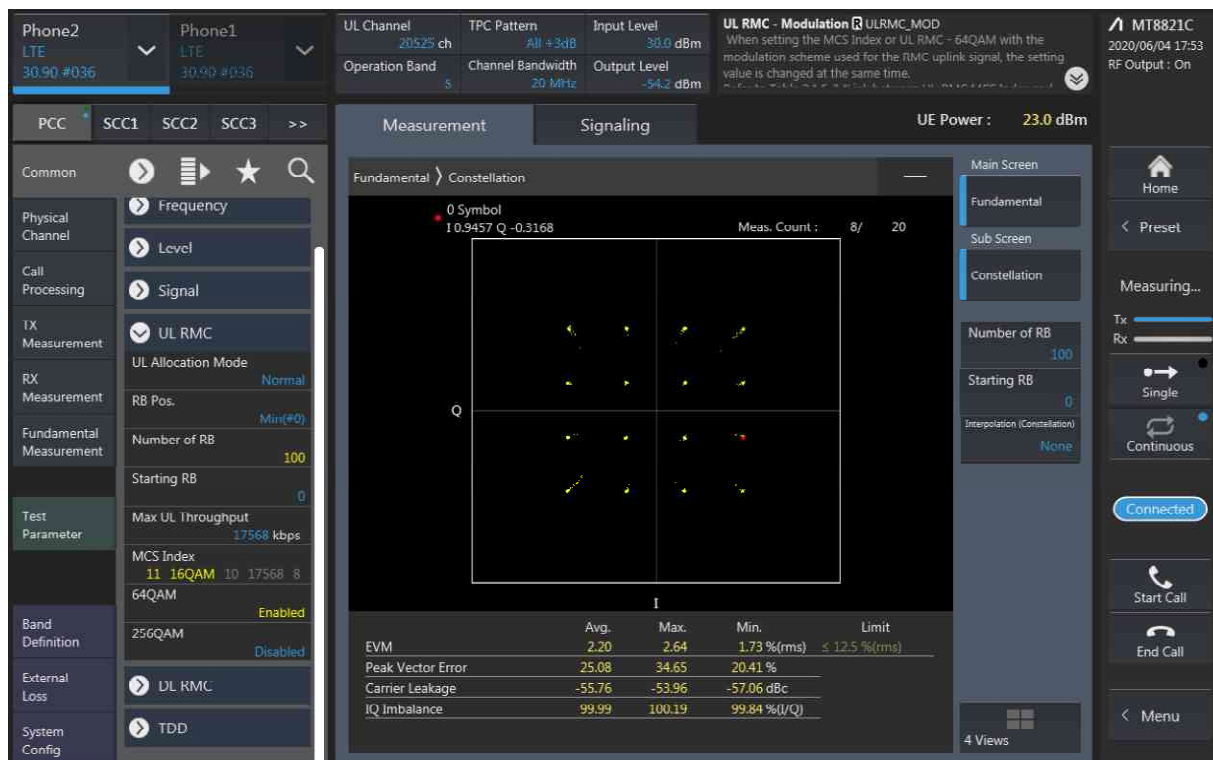 Phone2
LTE
30.90 #036
Phone1
LTE
30.90 #036
UL Channel
20525 ch
Operation Band
5
TPC Pattern
All +3dB
Channel Bandwidth
20 MHz
Input Level
30.0 dBm
Output Level
-54.2 dBm
UL RMC - Modulation R ULRMC_MOD
When setting the MCS Index or UL RMC - 64QAM with the
modulation scheme used for the RMC uplink signal, the setting
value is changed at the same time.
MT8821C
2020/06/04 17:53
RF Output : On
PCC SCC1 SCC2 SCC3 >>
Measurement
Signaling
UE Power : 23.0 dBm
Common
Physical
Channel
Call
Processing
TX
Measurement
RX
Measurement
Fundamental
Measurement
Test
Parameter
Band
Definition
External
Loss
System
Config
Frequency
Level
Signal
UL RMC
UL Allocation Mode
Normal
RB Pos.
Min(#0)
Number of RB
100
Starting RB
0
Max UL Throughput
17568 kbps
MCS Index
11 16QAM 10 17568 8
64QAM
Enabled
256QAM
Disabled
DL RMC
TDD
Fundamental 〉 Constellation
0 Symbol
I 0.9457 Q -0.3168
Meas. Count : 8/ 20
Q
I
Avg. Max. Min. Limit
EVM 2.20 2.64 1.73 %(rms) ≤ 12.5 %(rms)
Peak Vector Error 25.08 34.65 20.41 %
Carrier Leakage -55.76 -53.96 -57.06 dBc
IQ Imbalance 99.99 100.19 99.84 %(I/Q)
Main Screen
Fundamental
Sub Screen
Constellation
Number of RB
100
Starting RB
0
Interpolation (Constellation)
None
4 Views
Home
< Preset
Measuring...
Tx
Rx
Single
Continuous
Connected
Start Call
End Call
< Menu